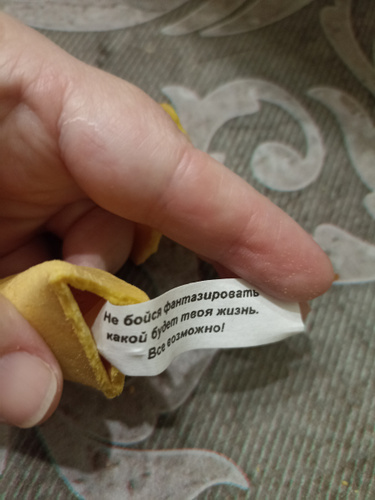 Не бойся фантазировать
какой будет твоя жизнь.
Все возможно!